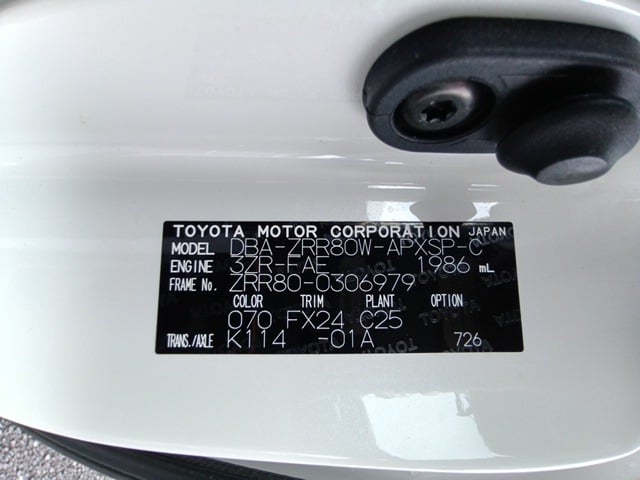 TOYOTA MOTOR CORPORATION JAPAN
MODEL DBA-ZRR80W-APXSP-C
ENGINE 3ZR-FAE 1986 mL
FRAME No. ZRR80-0306979
COLOR TRIM PLANT OPTION
070 FX24 C25
TRANS./AXLE K114 -01A 726